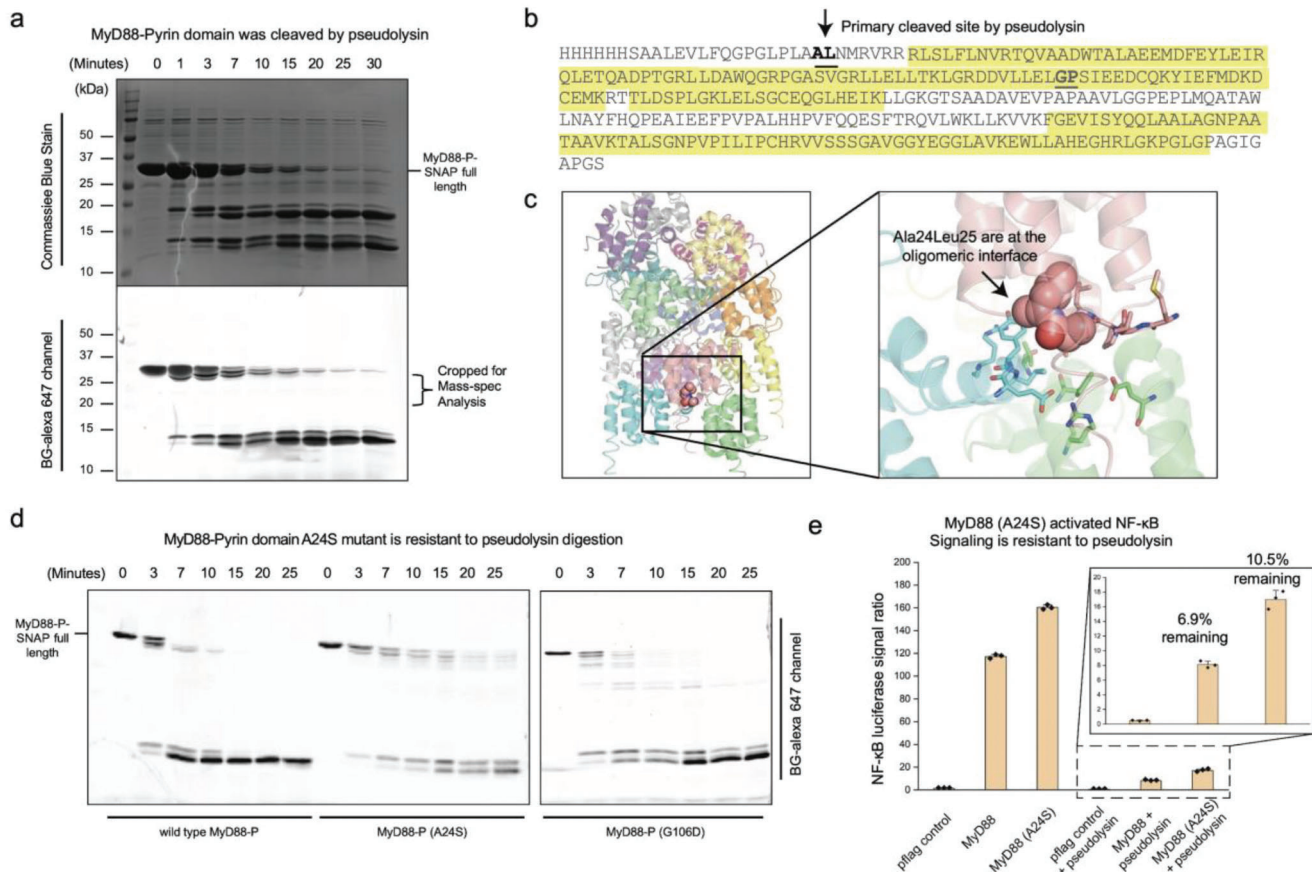 a
MyD88-Pyrin domain was cleaved by pseudolysin
(Minutes) 0 1 3 7 10 15 20 25 30
(kDa)
50
37
25
20
15
10
Commassiee Blue Stain
MyD88-P-
SNAP full
length
50
37
25
20
15
10
BG-alexa 647 channel
Cropped for
Mass-spec
Analysis
b
Primary cleaved site by pseudolysin
HHHHHHSAALEVLFQGPGLPLAALNMRVRRRLSLFLNVRTQVAADWTALAEEMDFEYLEIR
QLETQADPTGRLLDAWQGRPGASVGRLLELLTKLGRDDVLLELGPSIEEDCQKYIEFMDKD
CEMKRTTLDSPLGKLELSGCEQGLHEIKLLGKGTSAADAVEVPAPAAVLGGPEPLMQATAW
LNAYFHQPEAIEEFPVPALHHPVFQQESFTRQVLWKLLKVVKFGEVISYQQLAALAGNPAA
TAAVKTALSGNPVPILIPCHRVVSSSGAVGGYEGGLAVKEWLLAHEGHRLGKPGLGPAGIG
APGS
c
Ala24Leu25 are at the
oligomeric interface
d
MyD88-Pyrin domain A24S mutant is resistant to pseudolysin digestion
(Minutes) 0 3 7 10 15 20 25 0 3 7 10 15 20 25 0 3 7 10 15 20 25
MyD88-P-
SNAP full
length
BG-alexa 647 channel
wild type MyD88-P MyD88-P (A24S) MyD88-P (G106D)
e
MyD88 (A24S) activated NF-κB
Signaling is resistant to pseudolysin
NF-κB luciferase signal ratio
200
180
160
140
120
100
80
60
40
20
0
10.5%
remaining
6.9%
remaining
20
18
16
14
12
10
8
6
4
2
0
pflag control
MyD88
MyD88 (A24S)
pflag control
+ pseudolysin
MyD88 +
pseudolysin
MyD88 (A24S)
+ pseudolysin